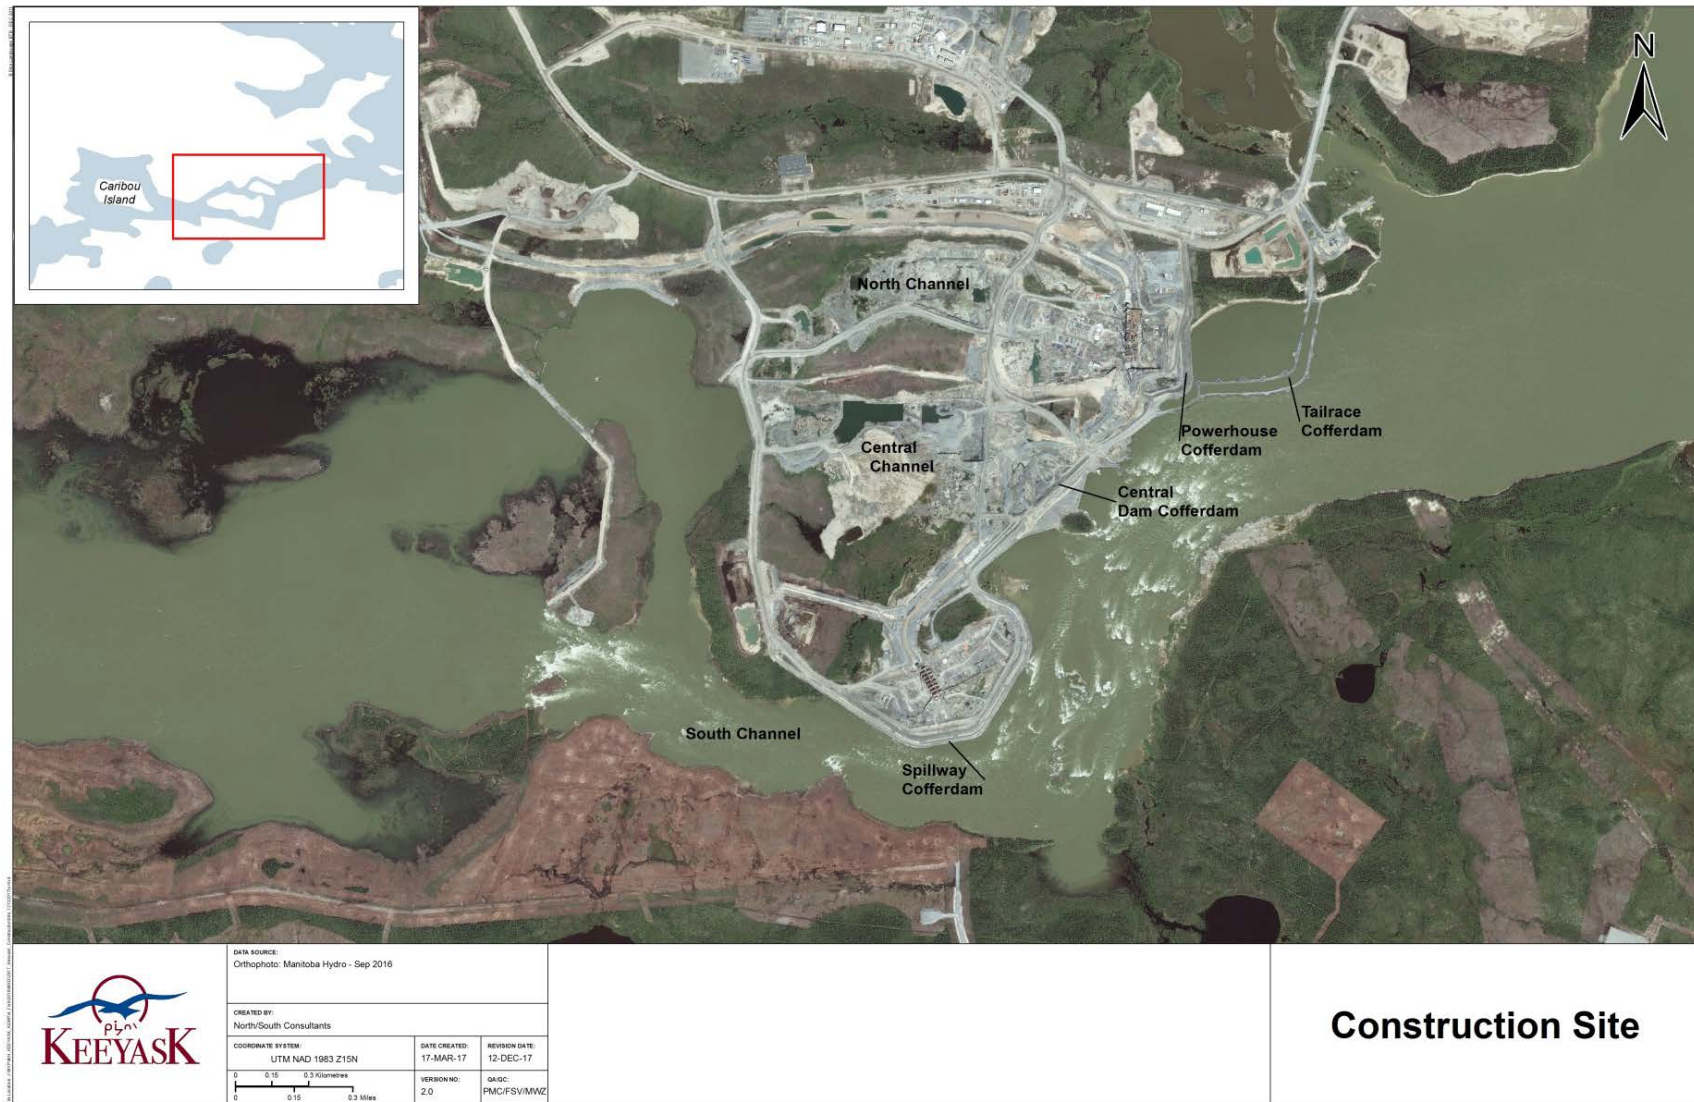 Caribou
Island
N
North Channel
Central
Channel
Powerhouse
Cofferdam
Tailrace
Cofferdam
Central
Dam Cofferdam
South Channel
Spillway
Cofferdam
KEEYASK
DATA SOURCE:
Orthophoto: Manitoba Hydro - Sep 2016
CREATED BY:
North/South Consultants
COORDINATE SYSTEM:
UTM NAD 1983 Z15N
DATE CREATED:
17-MAR-17
REVISION DATE:
12-DEC-17
0 0.15 0.3 Kilometres
0 0.15 0.3 Miles
VERSION NO:
2.0
QA/QC:
PMC/FSV/MWZ
Construction Site